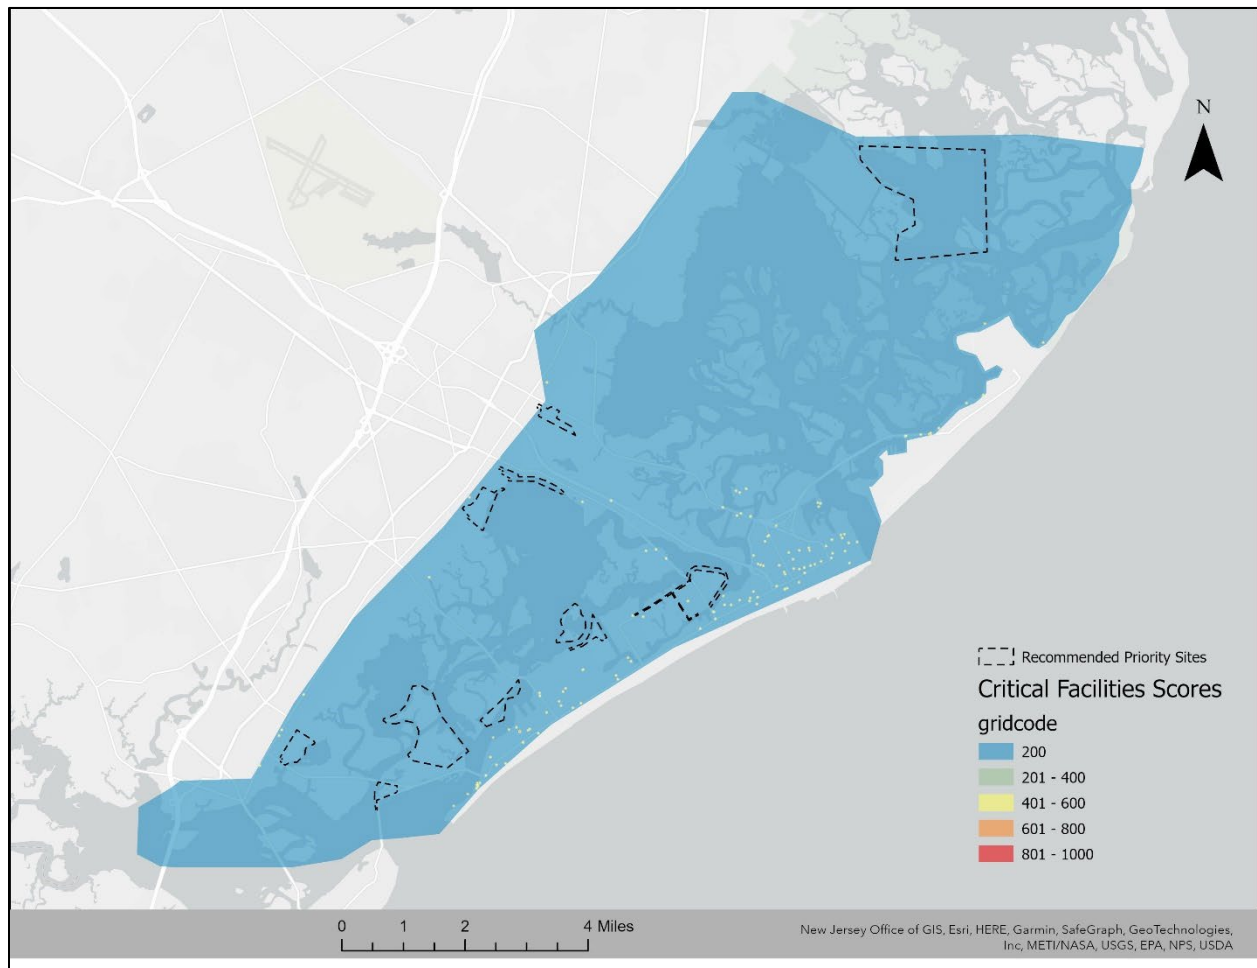 N
Recommended Priority Sites
Critical Facilities Scores
gridcode
200
201 - 400
401 - 600
601 - 800
801 - 1000
0 1 2 4 Miles
New Jersey Office of GIS, Esri, HERE, Garmin, SafeGraph, GeoTechnologies,
Inc, METI/NASA, USGS, EPA, NPS, USDA